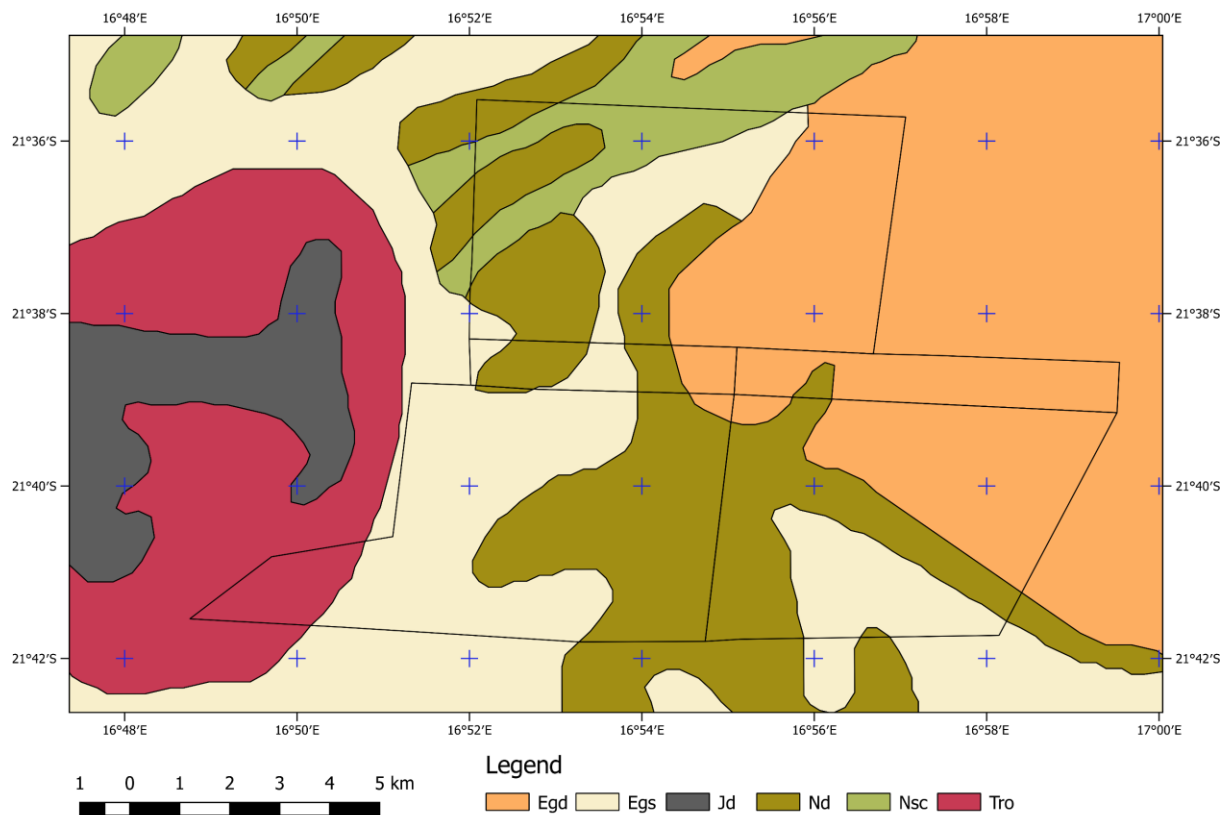 16°48′E 16°50′E 16°52′E 16°54′E 16°56′E 16°58′E 17°00′E
21°36′S 21°36′S
21°38′S 21°38′S
21°40′S 21°40′S
21°42′S 21°42′S
16°48′E 16°50′E 16°52′E 16°54′E 16°56′E 16°58′E 17°00′E
Legend
1 0 1 2 3 4 5 km
Egd Egs Jd Nd Nsc Tro